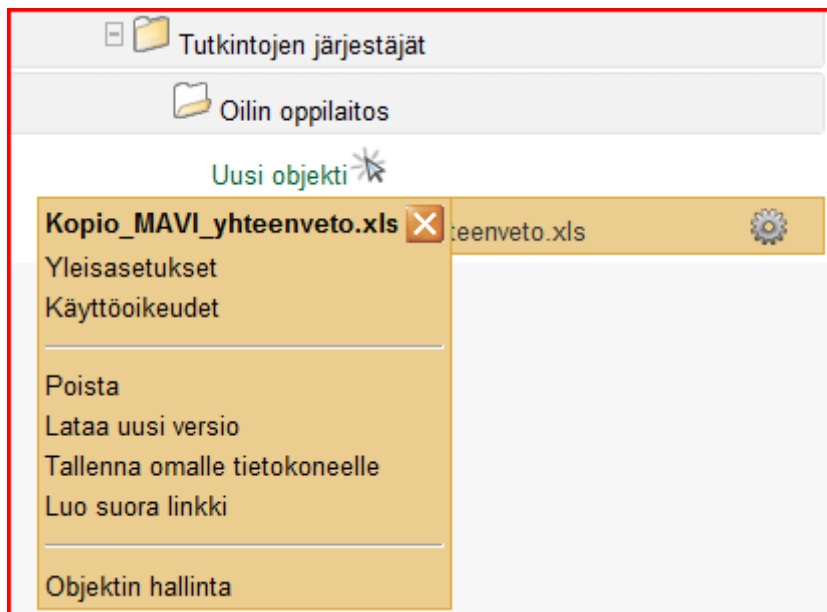 Tutkintojen järjestäjät
Oilin oppilaitos
Uusi objekti
Kopio_MAVI_yhteenveto.xls
teenveto.xls
Yleisasetukset
Käyttöoikeudet
Poista
Lataa uusi versio
Tallenna omalle tietokoneelle
Luo suora linkki
Objektin hallinta